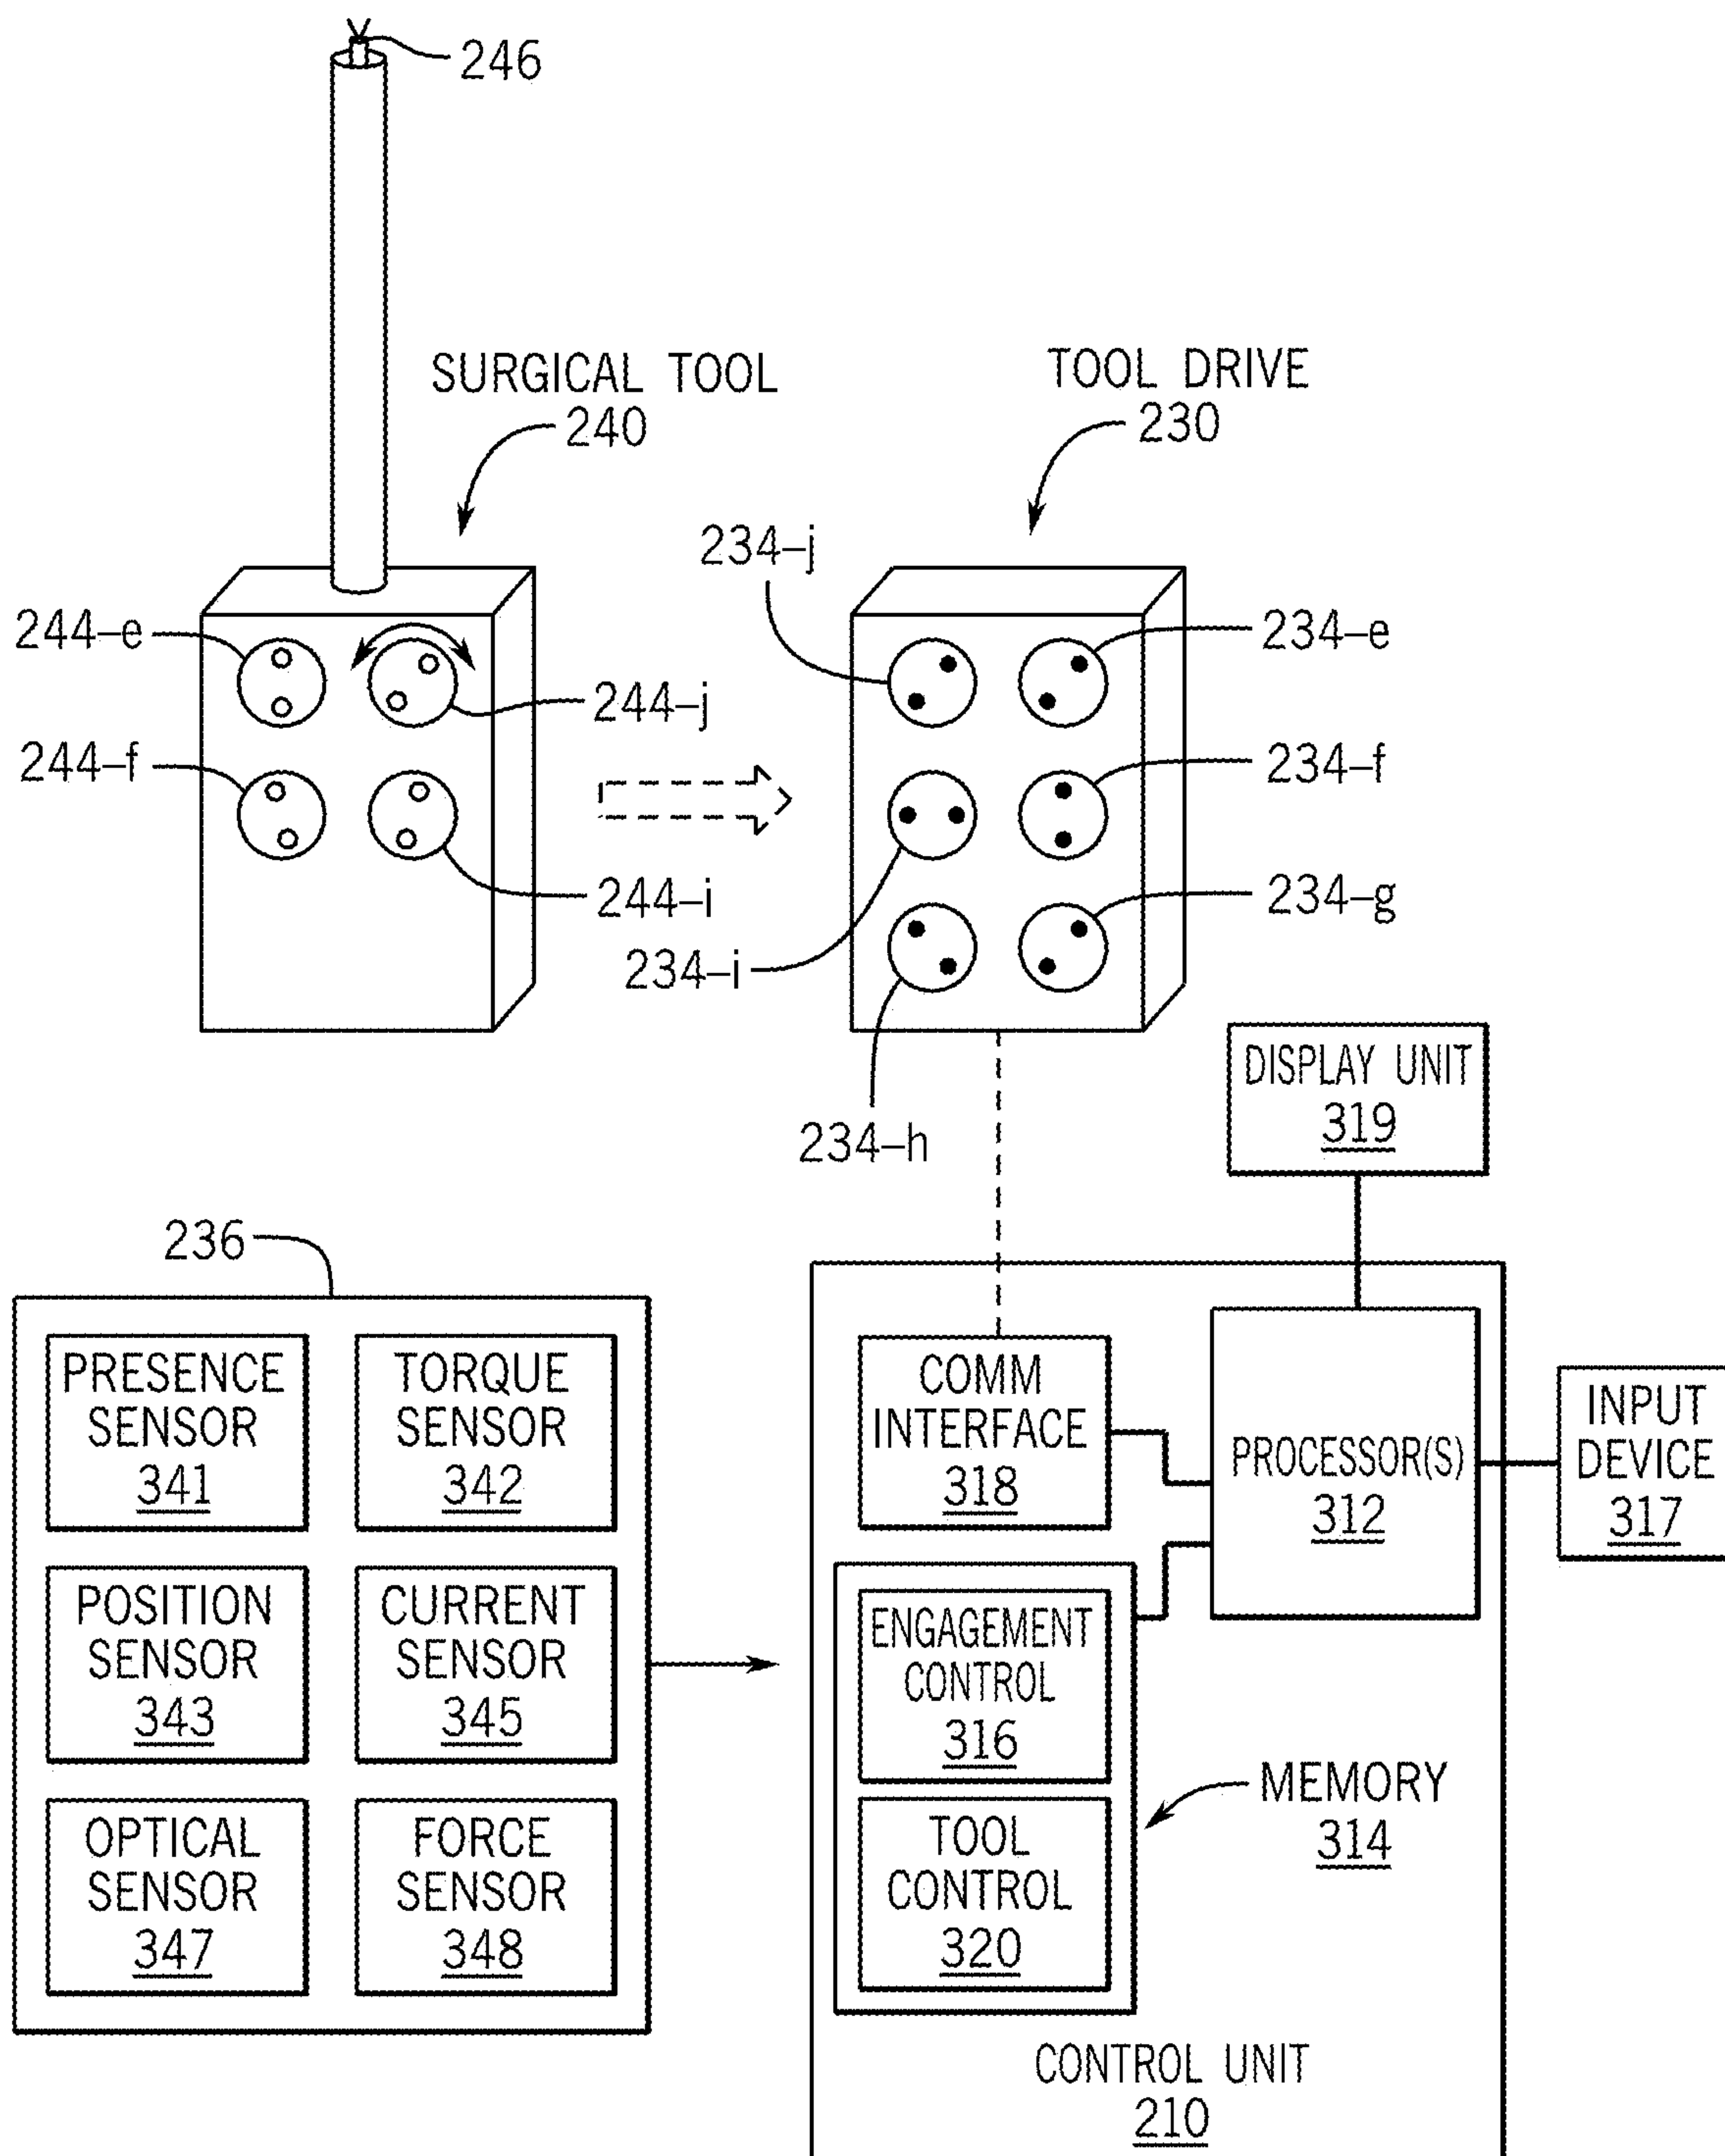 246
SURGICAL TOOL
240
TOOL DRIVE
230
234–j
244–e
234–e
244–j
244–f
234–f
244–i
234–g
234–i
234–h
DISPLAY UNIT
319
236
PRESENCE
SENSOR
341
TORQUE
SENSOR
342
POSITION
SENSOR
343
CURRENT
SENSOR
345
OPTICAL
SENSOR
347
FORCE
SENSOR
348
COMM
INTERFACE
318
PROCESSOR(S)
312
INPUT
DEVICE
317
ENGAGEMENT
CONTROL
316
TOOL
CONTROL
320
MEMORY
314
CONTROL UNIT
210